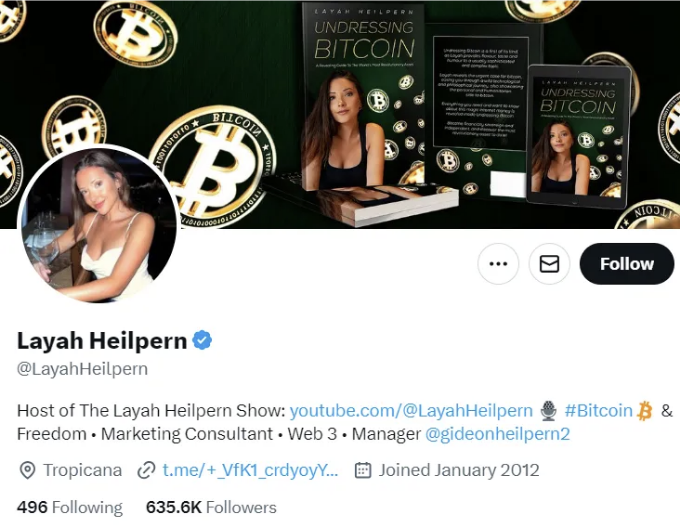 LAYAH HEILPERN
UNDRESSING
BITCOIN
LAYAH HEILPERN
UNDRESSING
BITCOIN
BITCOIN
BITCOIN
Layah Heilpern
@LayahHeilpern
Follow
Host of The Layah Heilpern Show: youtube.com/@LayahHeilpern 🎙 #Bitcoin &
Freedom • Marketing Consultant • Web 3 • Manager @gideonheilpern2
Tropicana t.me/+_VfK1_crdyoyY... Joined January 2012
496 Following 635.6K Followers